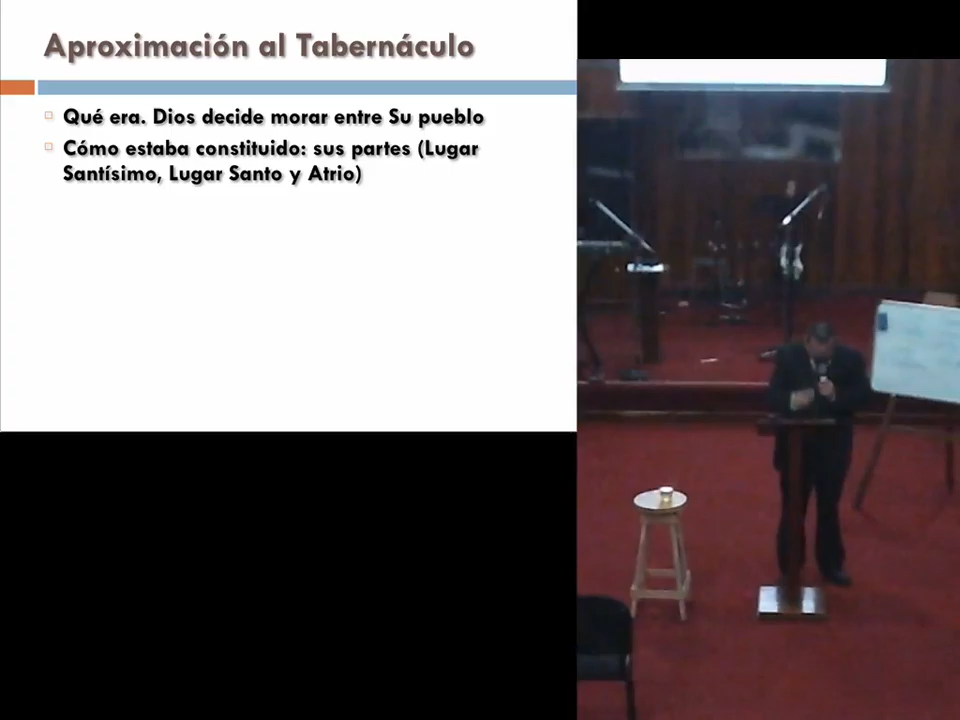 Aproximación al Tabernáculo
Qué era. Dios decide morar entre Su pueblo
Cómo estaba constituido: sus partes (Lugar
Santísimo, Lugar Santo y Atrio)